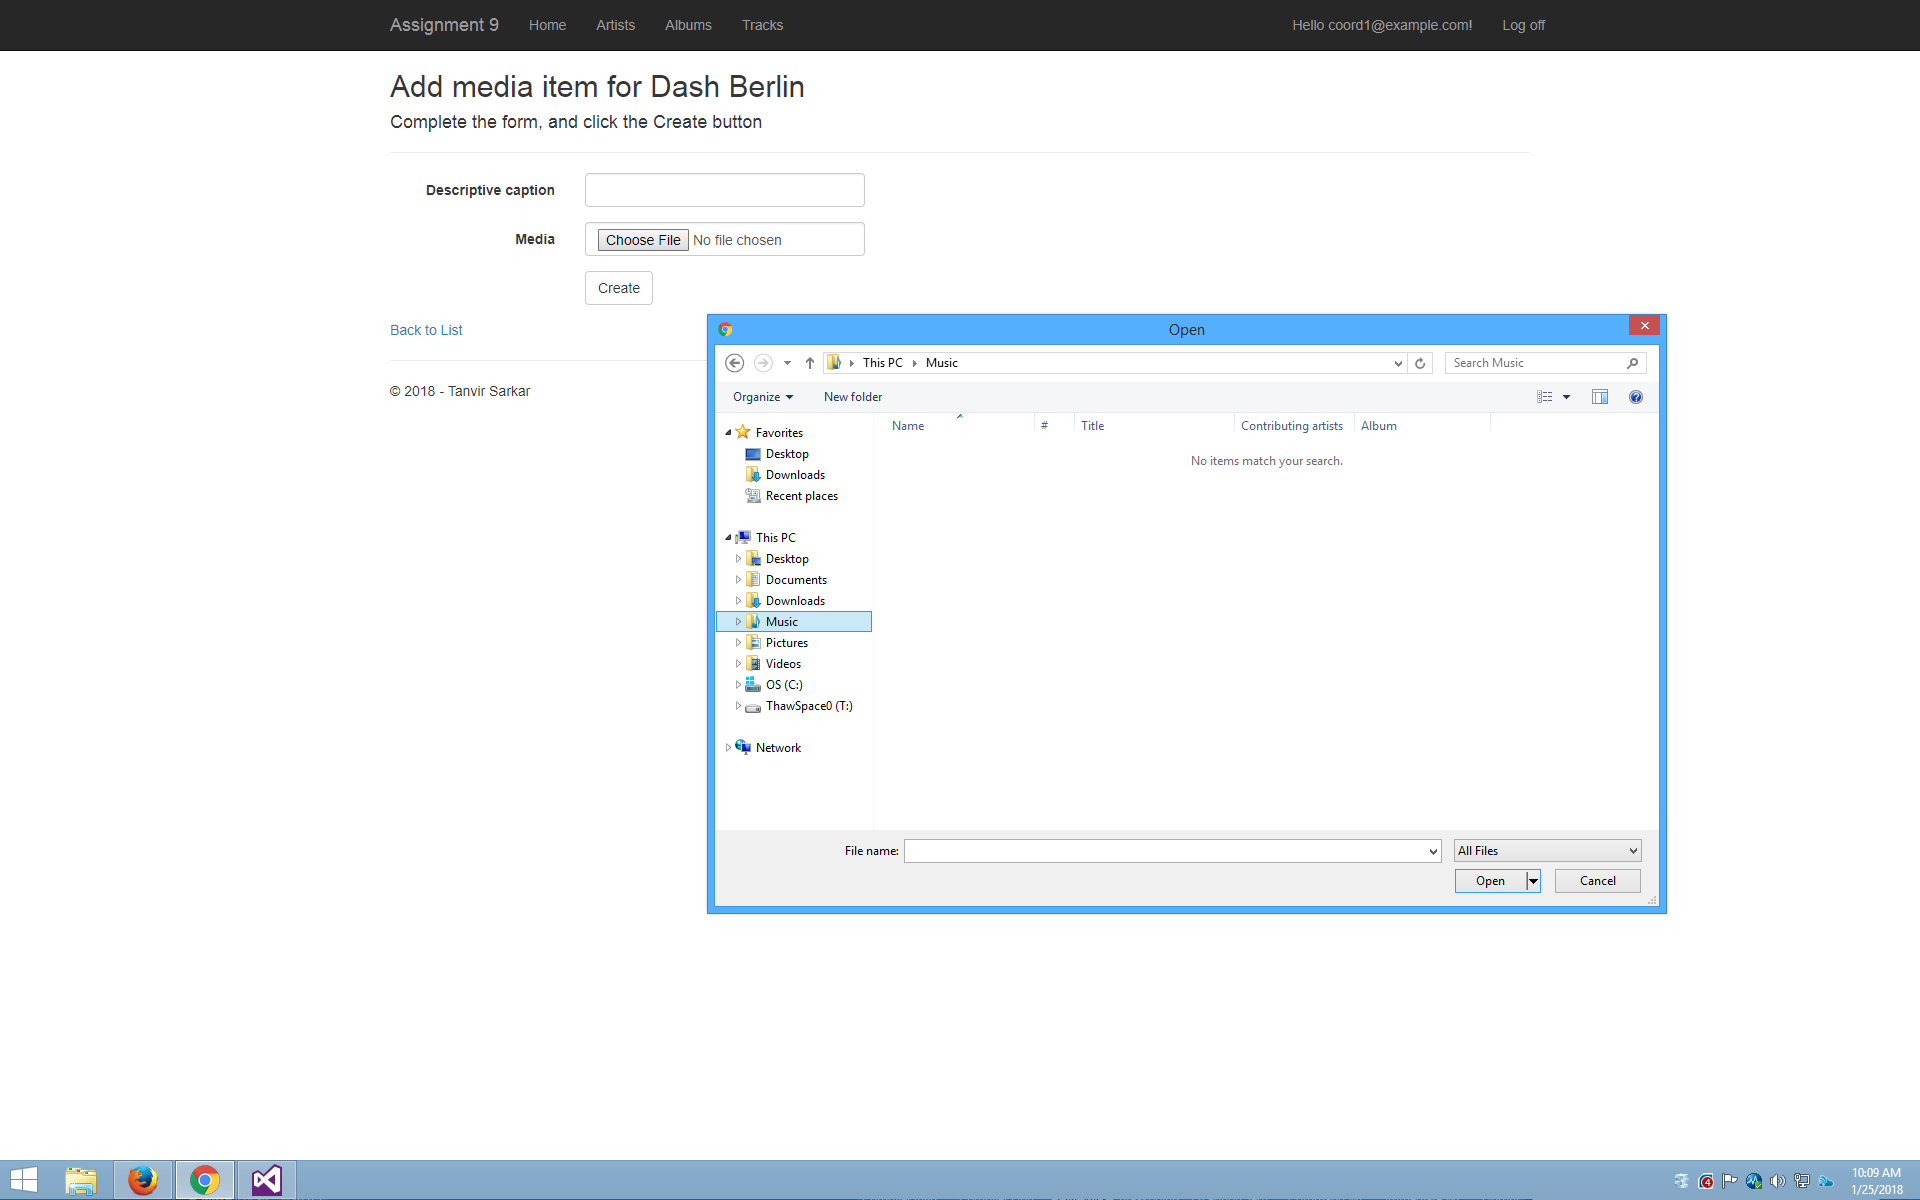 Assignment 9 Home Artists Albums Tracks Hello coord1@example.com! Log off
Add media item for Dash Berlin
Complete the form, and click the Create button
Descriptive caption
Media Choose File No file chosen
Create
Back to List
© 2018 - Tanvir Sarkar
Open
This PC Music Search Music
Organize New folder
Name # Title Contributing artists Album
No items match your search.
Favorites
Desktop
Downloads
Recent places
This PC
Desktop
Documents
Downloads
Music
Pictures
Videos
OS (C:)
ThawSpace0 (T:)
Network
File name: All Files
Open Cancel
10:09 AM
1/25/2018